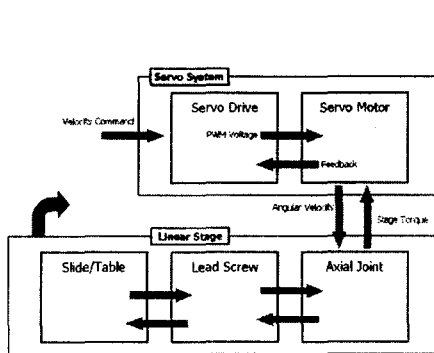 Servo System
Servo Drive
Servo Motor
Velocity Command
PWM Voltage
Feedback
Angular Velocity
Stage Torque
Linear Stage
Slide/Table
Lead Screw
Axial Joint